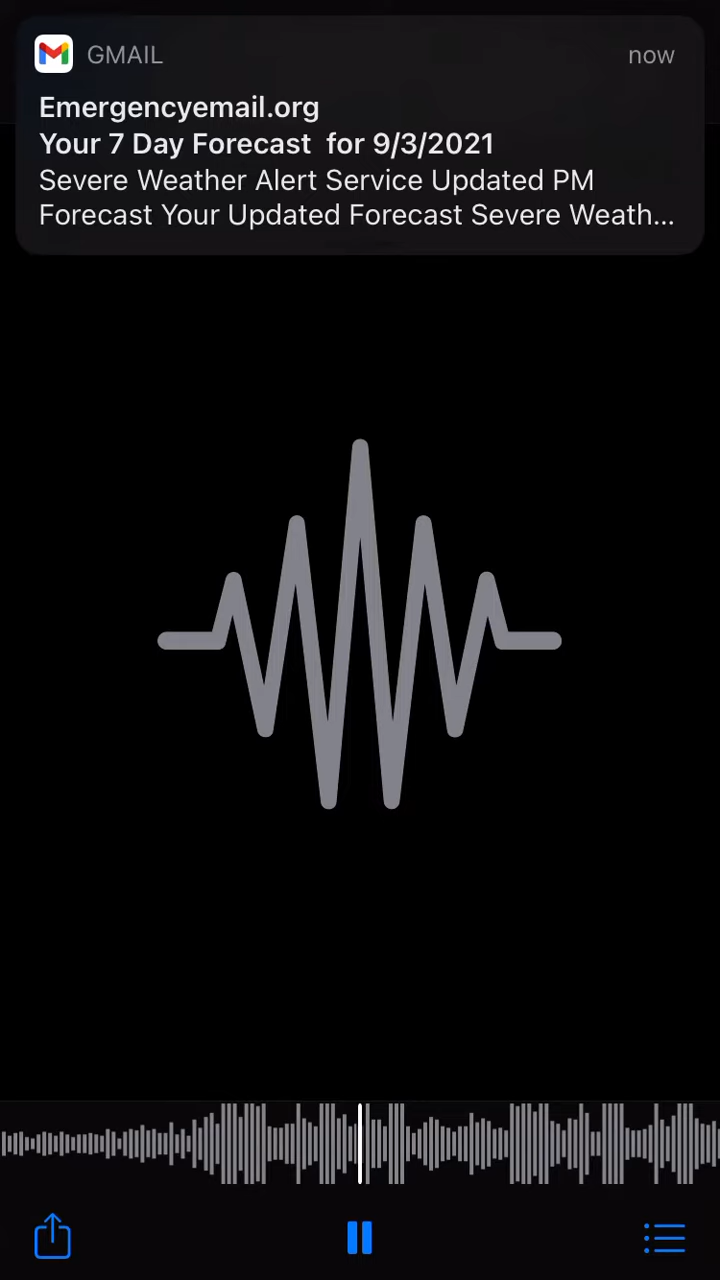 GMAIL now
Emergencyemail.org
Your 7 Day Forecast  for 9/3/2021
Severe Weather Alert Service Updated PM
Forecast Your Updated Forecast Severe Weath...